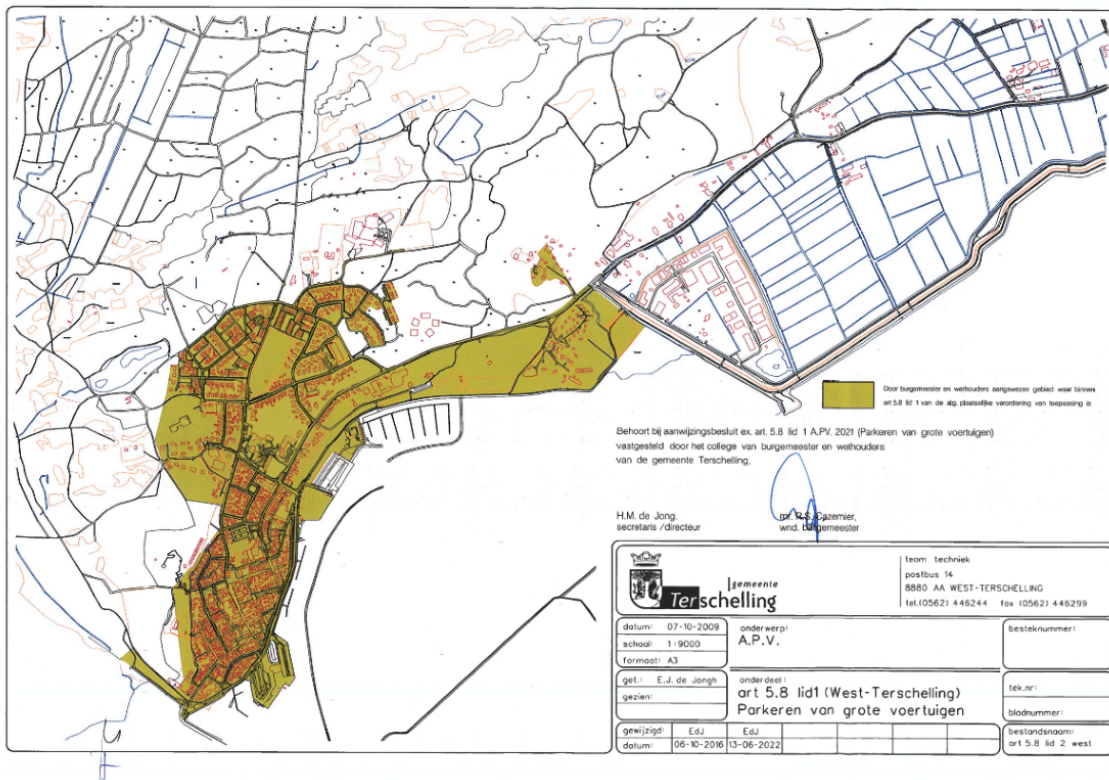 Door burgemeester en wethouders aangewezen gebied waar binnen
art 5.8 lid 1 van de alg. plaatselijke verordening van toepassing is
Behoort bij aanwijzingsbesluit ex. art. 5.8 lid 1 A.P.V. 2021 (Parkeren van grote voertuigen)
vastgesteld door het college van burgemeester en wethouders
van de gemeente Terschelling.
H.M. de Jong.
secretaris /directeur
mr. R.S. Cazemier,
wnd. burgemeester
gemeente
Terschelling
team techniek
postbus 14
8880 AA WEST-TERSCHELLING
tel.(0562) 446244 fax (0562) 446299
datum: 07-10-2009
schaal: 1:9000
formaat: A3
onderwerp:
A.P.V.
besteknummer:
get.: E.J. de Jongh
gezien:
onderdeel:
art 5.8 lid1 (West-Terschelling)
Parkeren van grote voertuigen
tek.nr:
bladnummer:
gewijzigd: EdJ EdJ
datum: 06-10-2016 13-06-2022
bestandsnaam:
art 5.8 lid 2 west